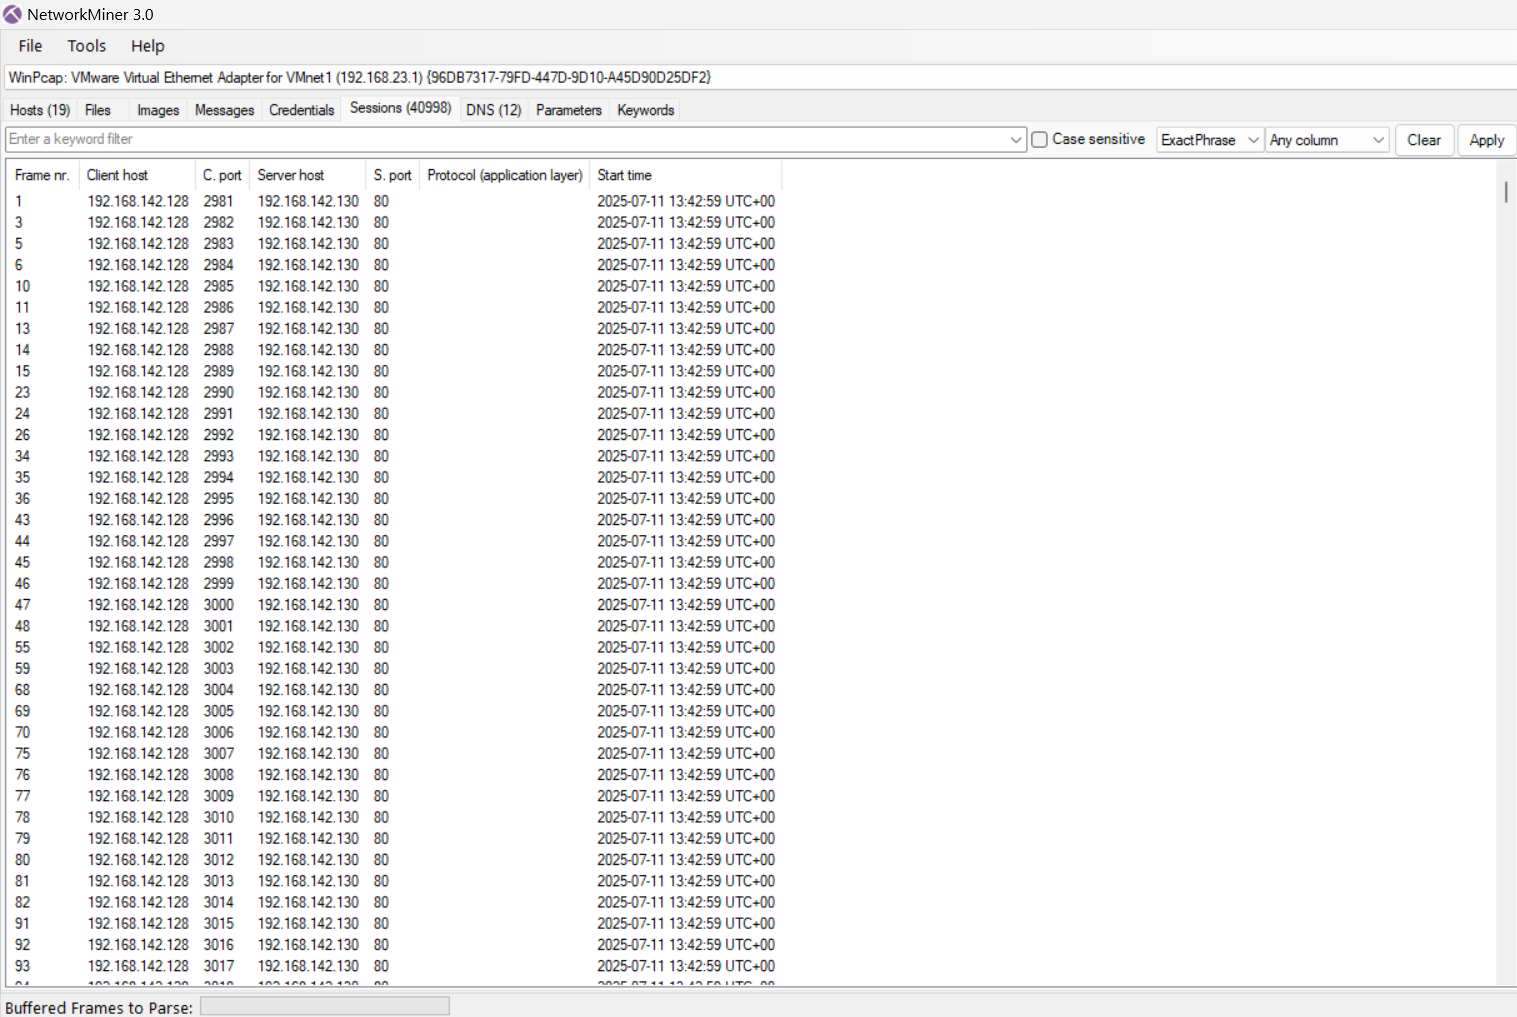 NetworkMiner 3.0
File Tools Help
WinPcap: VMware Virtual Ethernet Adapter for VMnet1 (192.168.23.1) {96DB7317-79FD-447D-9D10-A45D90D25DF2}
Hosts (19) Files Images Messages Credentials Sessions (40998) DNS (12) Parameters Keywords
Enter a keyword filter Case sensitive ExactPhrase Any column Clear Apply
Frame nr. Client host C. port Server host S. port Protocol (application layer) Start time
1 192.168.142.128 2981 192.168.142.130 80 2025-07-11 13:42:59 UTC+00
3 192.168.142.128 2982 192.168.142.130 80 2025-07-11 13:42:59 UTC+00
5 192.168.142.128 2983 192.168.142.130 80 2025-07-11 13:42:59 UTC+00
6 192.168.142.128 2984 192.168.142.130 80 2025-07-11 13:42:59 UTC+00
10 192.168.142.128 2985 192.168.142.130 80 2025-07-11 13:42:59 UTC+00
11 192.168.142.128 2986 192.168.142.130 80 2025-07-11 13:42:59 UTC+00
13 192.168.142.128 2987 192.168.142.130 80 2025-07-11 13:42:59 UTC+00
14 192.168.142.128 2988 192.168.142.130 80 2025-07-11 13:42:59 UTC+00
15 192.168.142.128 2989 192.168.142.130 80 2025-07-11 13:42:59 UTC+00
23 192.168.142.128 2990 192.168.142.130 80 2025-07-11 13:42:59 UTC+00
24 192.168.142.128 2991 192.168.142.130 80 2025-07-11 13:42:59 UTC+00
26 192.168.142.128 2992 192.168.142.130 80 2025-07-11 13:42:59 UTC+00
34 192.168.142.128 2993 192.168.142.130 80 2025-07-11 13:42:59 UTC+00
35 192.168.142.128 2994 192.168.142.130 80 2025-07-11 13:42:59 UTC+00
36 192.168.142.128 2995 192.168.142.130 80 2025-07-11 13:42:59 UTC+00
43 192.168.142.128 2996 192.168.142.130 80 2025-07-11 13:42:59 UTC+00
44 192.168.142.128 2997 192.168.142.130 80 2025-07-11 13:42:59 UTC+00
45 192.168.142.128 2998 192.168.142.130 80 2025-07-11 13:42:59 UTC+00
46 192.168.142.128 2999 192.168.142.130 80 2025-07-11 13:42:59 UTC+00
47 192.168.142.128 3000 192.168.142.130 80 2025-07-11 13:42:59 UTC+00
48 192.168.142.128 3001 192.168.142.130 80 2025-07-11 13:42:59 UTC+00
55 192.168.142.128 3002 192.168.142.130 80 2025-07-11 13:42:59 UTC+00
59 192.168.142.128 3003 192.168.142.130 80 2025-07-11 13:42:59 UTC+00
68 192.168.142.128 3004 192.168.142.130 80 2025-07-11 13:42:59 UTC+00
69 192.168.142.128 3005 192.168.142.130 80 2025-07-11 13:42:59 UTC+00
70 192.168.142.128 3006 192.168.142.130 80 2025-07-11 13:42:59 UTC+00
75 192.168.142.128 3007 192.168.142.130 80 2025-07-11 13:42:59 UTC+00
76 192.168.142.128 3008 192.168.142.130 80 2025-07-11 13:42:59 UTC+00
77 192.168.142.128 3009 192.168.142.130 80 2025-07-11 13:42:59 UTC+00
78 192.168.142.128 3010 192.168.142.130 80 2025-07-11 13:42:59 UTC+00
79 192.168.142.128 3011 192.168.142.130 80 2025-07-11 13:42:59 UTC+00
80 192.168.142.128 3012 192.168.142.130 80 2025-07-11 13:42:59 UTC+00
81 192.168.142.128 3013 192.168.142.130 80 2025-07-11 13:42:59 UTC+00
82 192.168.142.128 3014 192.168.142.130 80 2025-07-11 13:42:59 UTC+00
91 192.168.142.128 3015 192.168.142.130 80 2025-07-11 13:42:59 UTC+00
92 192.168.142.128 3016 192.168.142.130 80 2025-07-11 13:42:59 UTC+00
93 192.168.142.128 3017 192.168.142.130 80 2025-07-11 13:42:59 UTC+00
Buffered Frames to Parse: